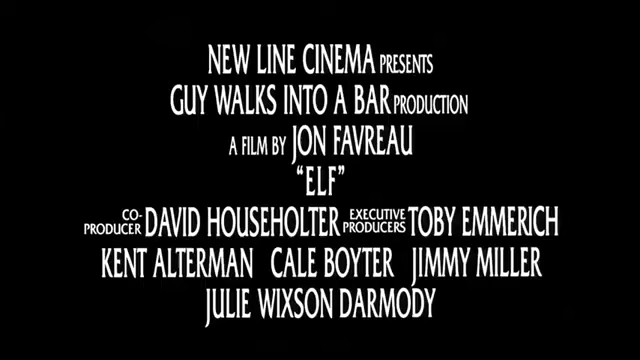 NEW LINE CINEMA PRESENTS
GUY WALKS INTO A BAR PRODUCTION
A FILM BY JON FAVREAU
"ELF"
CO-PRODUCER DAVID HOUSEHOLTER EXECUTIVE PRODUCERS TOBY EMMERICH
KENT ALTERMAN CALE BOYTER JIMMY MILLER
JULIE WIXSON DARMODY